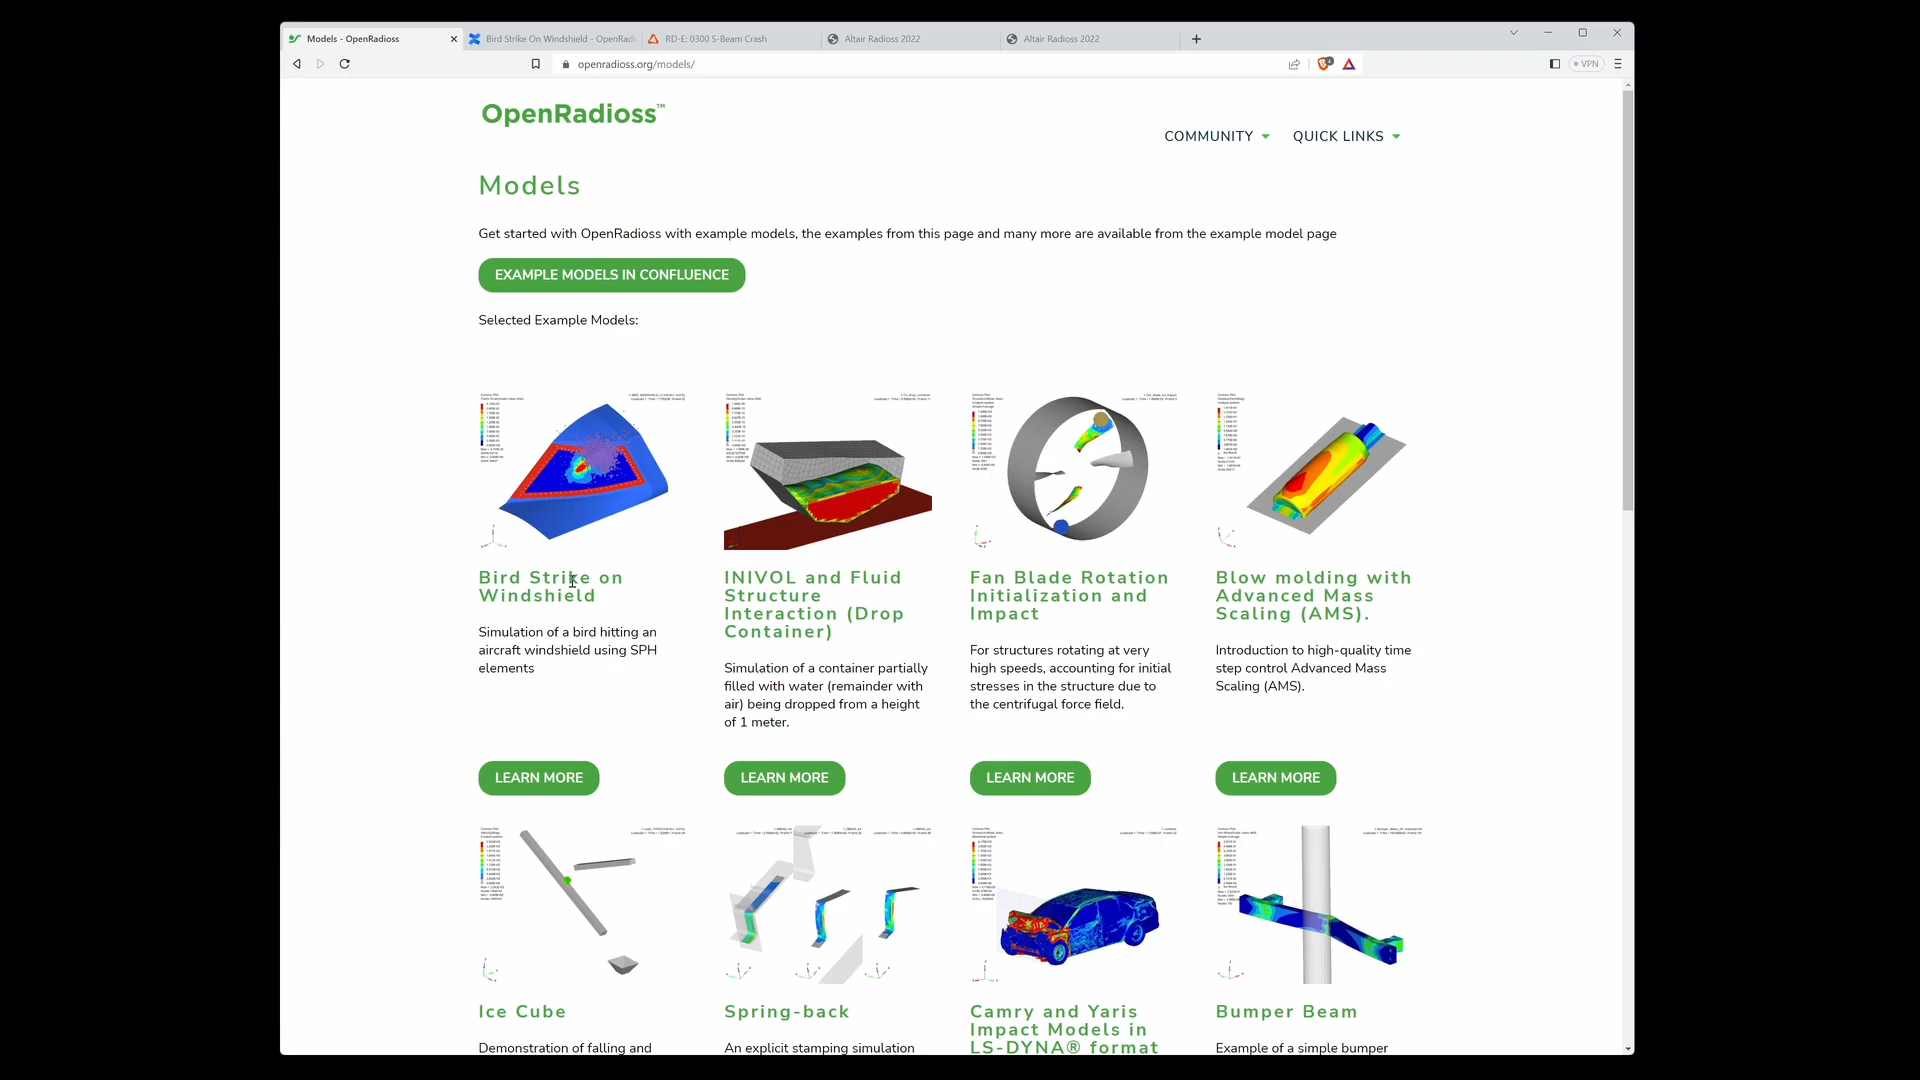 Models - OpenRadioss
Bird Strike On Windshield - OpenRadi
RD-E: 0300 S-Beam Crash
Altair Radioss 2022
Altair Radioss 2022
openradioss.org/models/
VPN
OpenRadioss™
COMMUNITY
QUICK LINKS
Models
Get started with OpenRadioss with example models, the examples from this page and many more are available from the example model page
EXAMPLE MODELS IN CONFLUENCE
Selected Example Models:
Bird Strike on
Windshield
Simulation of a bird hitting an
aircraft windshield using SPH
elements
LEARN MORE
INIVOL and Fluid
Structure
Interaction (Drop
Container)
Simulation of a container partially
filled with water (remainder with
air) being dropped from a height
of 1 meter.
LEARN MORE
Fan Blade Rotation
Initialization and
Impact
For structures rotating at very
high speeds, accounting for initial
stresses in the structure due to
the centrifugal force field.
LEARN MORE
Blow molding with
Advanced Mass
Scaling (AMS).
Introduction to high-quality time
step control Advanced Mass
Scaling (AMS).
LEARN MORE
Ice Cube
Demonstration of falling and
Spring-back
An explicit stamping simulation
Camry and Yaris
Impact Models in
LS-DYNA® format
Bumper Beam
Example of a simple bumper